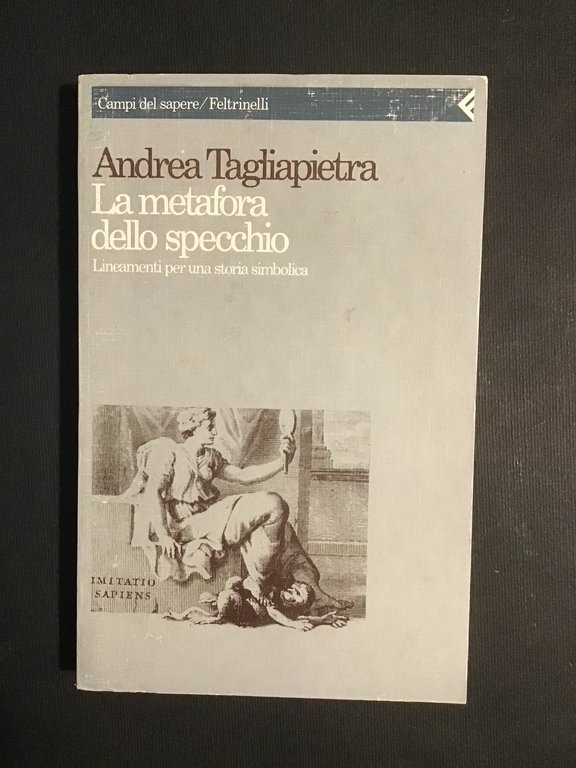 Campi del sapere/Feltrinelli
Andrea Tagliapietra
La metafora
dello specchio
Lineamenti per una storia simbolica
IMITATIO
SAPIENS